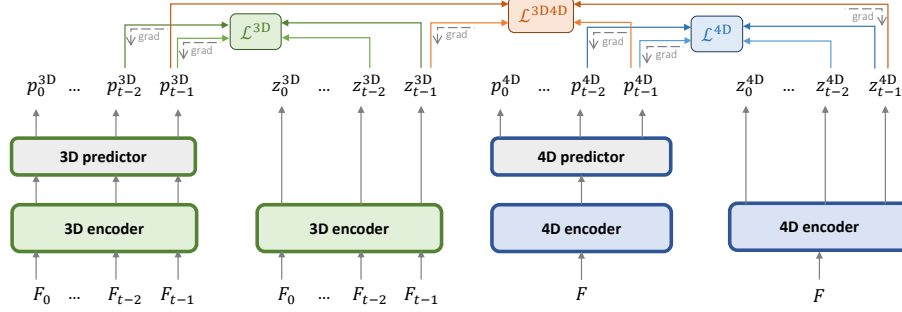 ℒ^3D ℒ^3D4D ℒ^4D
grad grad grad grad grad grad
p_0^3D ... p_{t−2}^3D p_{t−1}^3D z_0^3D ... z_{t−2}^3D z_{t−1}^3D p_0^4D ... p_{t−2}^4D p_{t−1}^4D z_0^4D ... z_{t−2}^4D z_{t−1}^4D
3D predictor 4D predictor
3D encoder 3D encoder 4D encoder 4D encoder
F_0 ... F_{t−2} F_{t−1} F_0 ... F_{t−2} F_{t−1} F F